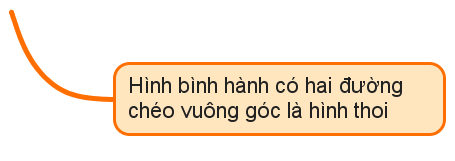 Hình bình hành có hai đường
chéo vuông góc là hình thoi